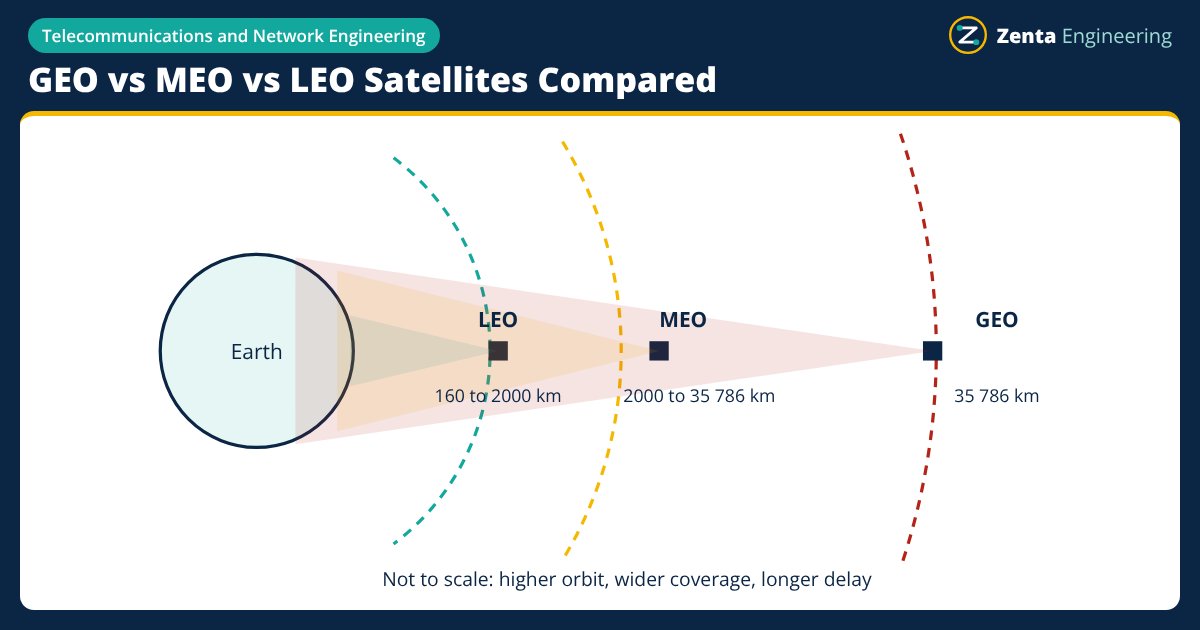 Telecommunications and Network Engineering
Zenta Engineering
GEO vs MEO vs LEO Satellites Compared
LEO
MEO
GEO
Earth
160 to 2000 km
2000 to 35 786 km
35 786 km
Not to scale: higher orbit, wider coverage, longer delay